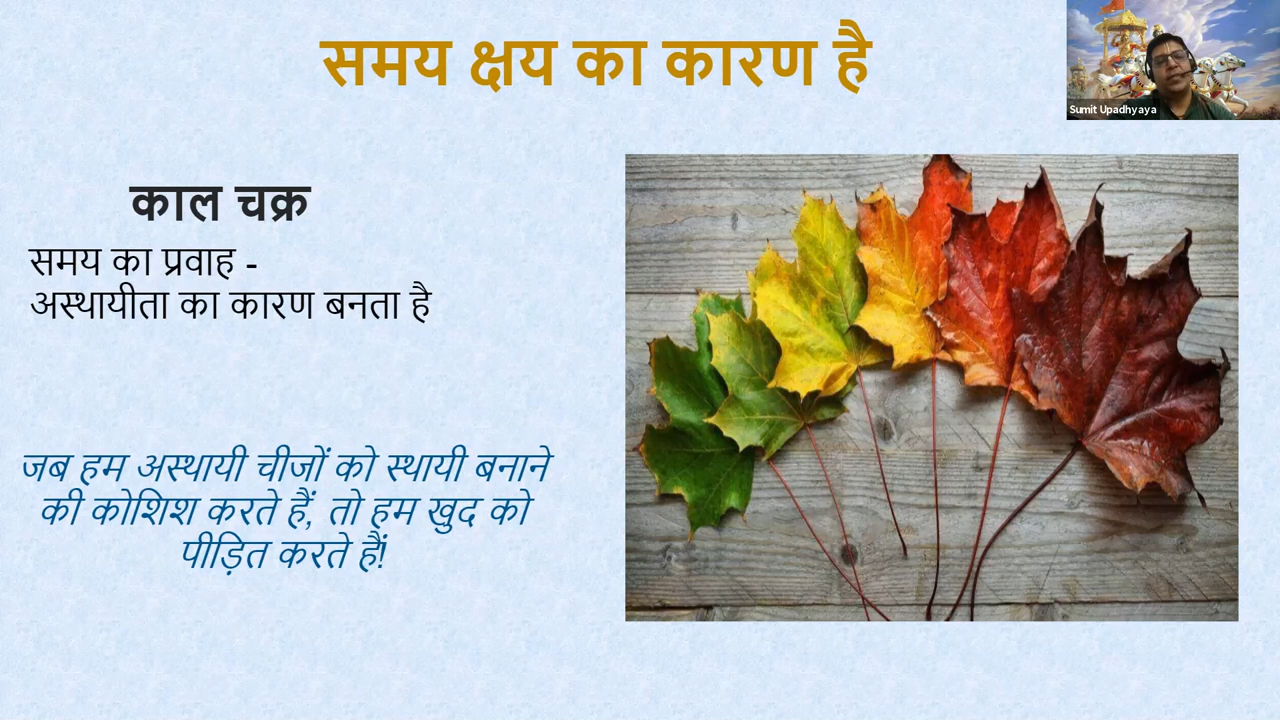 समय क्षय का कारण है
Sumit Upadhyaya
काल चक्र
समय का प्रवाह -
अस्थायीता का कारण बनता है
जब हम अस्थायी चीजों को स्थायी बनाने
की कोशिश करते हैं, तो हम खुद को
पीड़ित करते हैं!